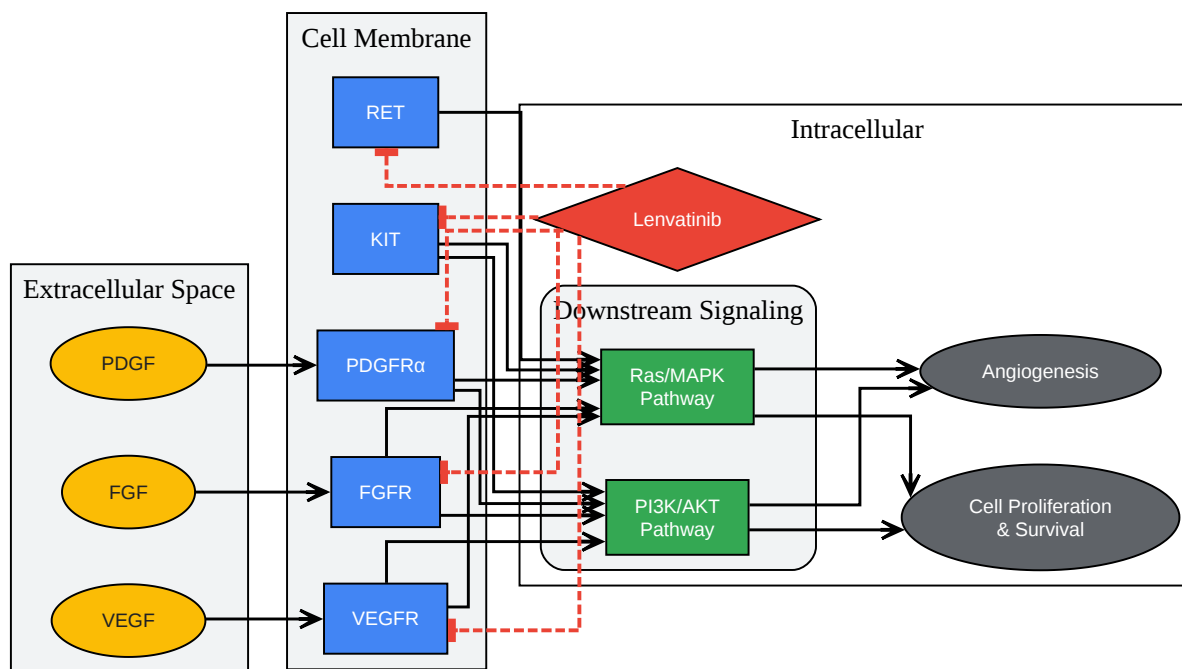 Cell Membrane
RET
Intracellular
Lenvatinib
KIT
Extracellular Space
Downstream Signaling
PDGF
PDGFRα
Ras/MAPK
Pathway
Angiogenesis
FGF
FGFR
PI3K/AKT
Pathway
Cell Proliferation
& Survival
VEGF
VEGFR